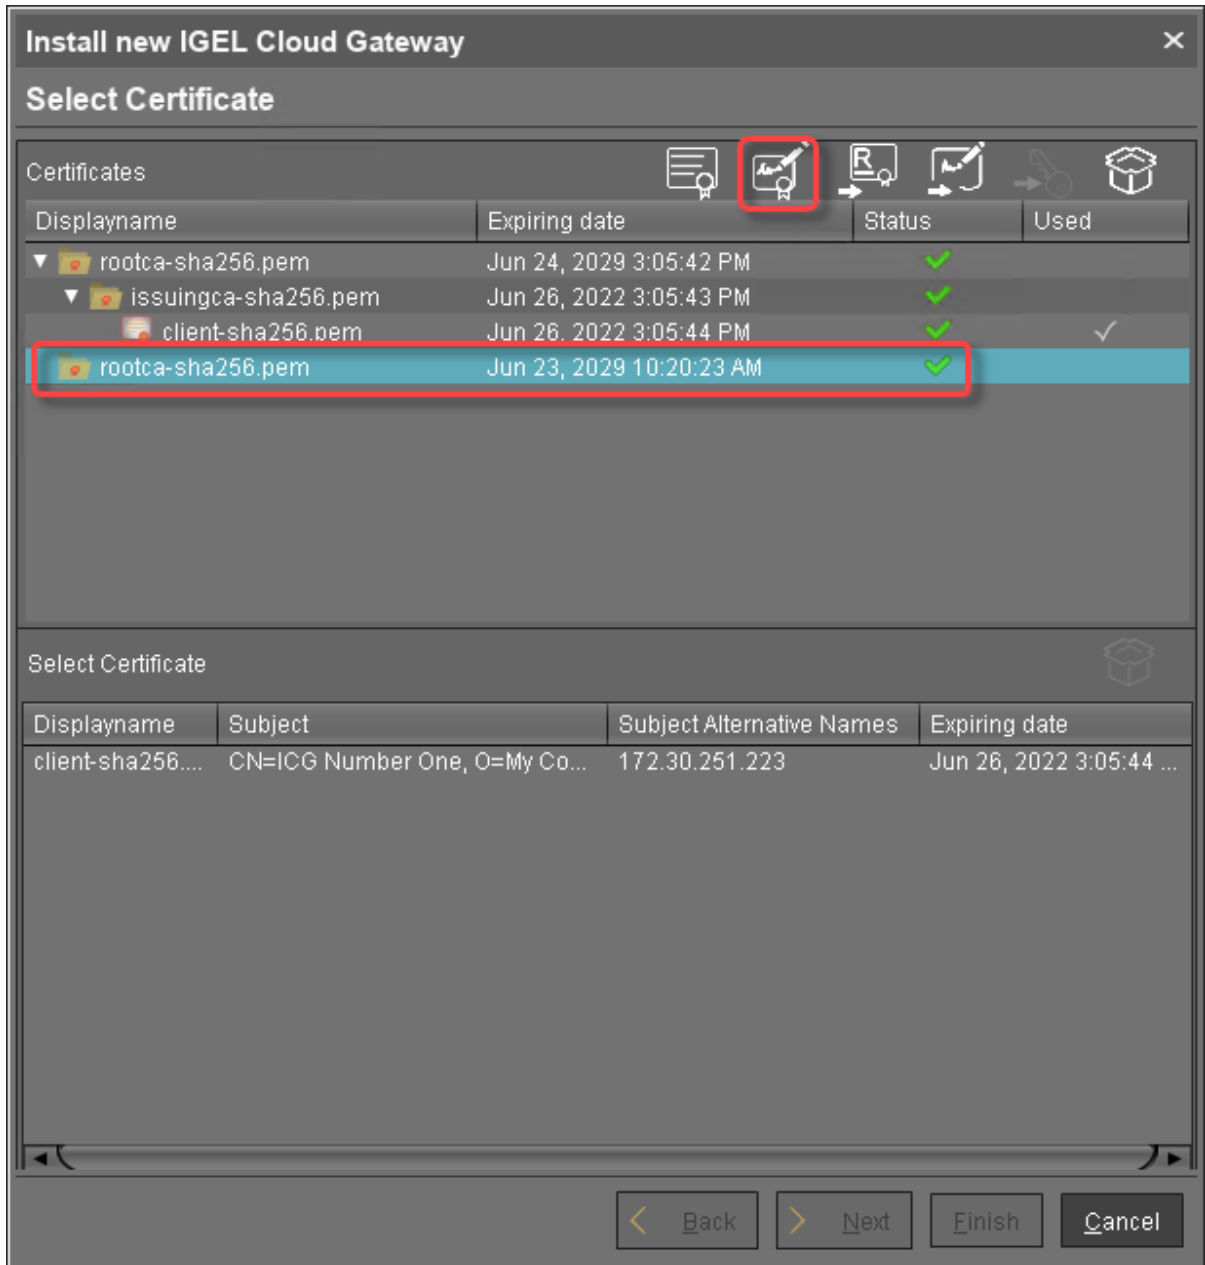 Install new IGEL Cloud Gateway
Select Certificate
Certificates
Displayname Expiring date Status Used
rootca-sha256.pem Jun 24, 2029 3:05:42 PM
issuingca-sha256.pem Jun 26, 2022 3:05:43 PM
client-sha256.pem Jun 26, 2022 3:05:44 PM
rootca-sha256.pem Jun 23, 2029 10:20:23 AM
Select Certificate
Displayname Subject Subject Alternative Names Expiring date
client-sha256.... CN=ICG Number One, O=My Co... 172.30.251.223 Jun 26, 2022 3:05:44 ...
Back Next Finish Cancel